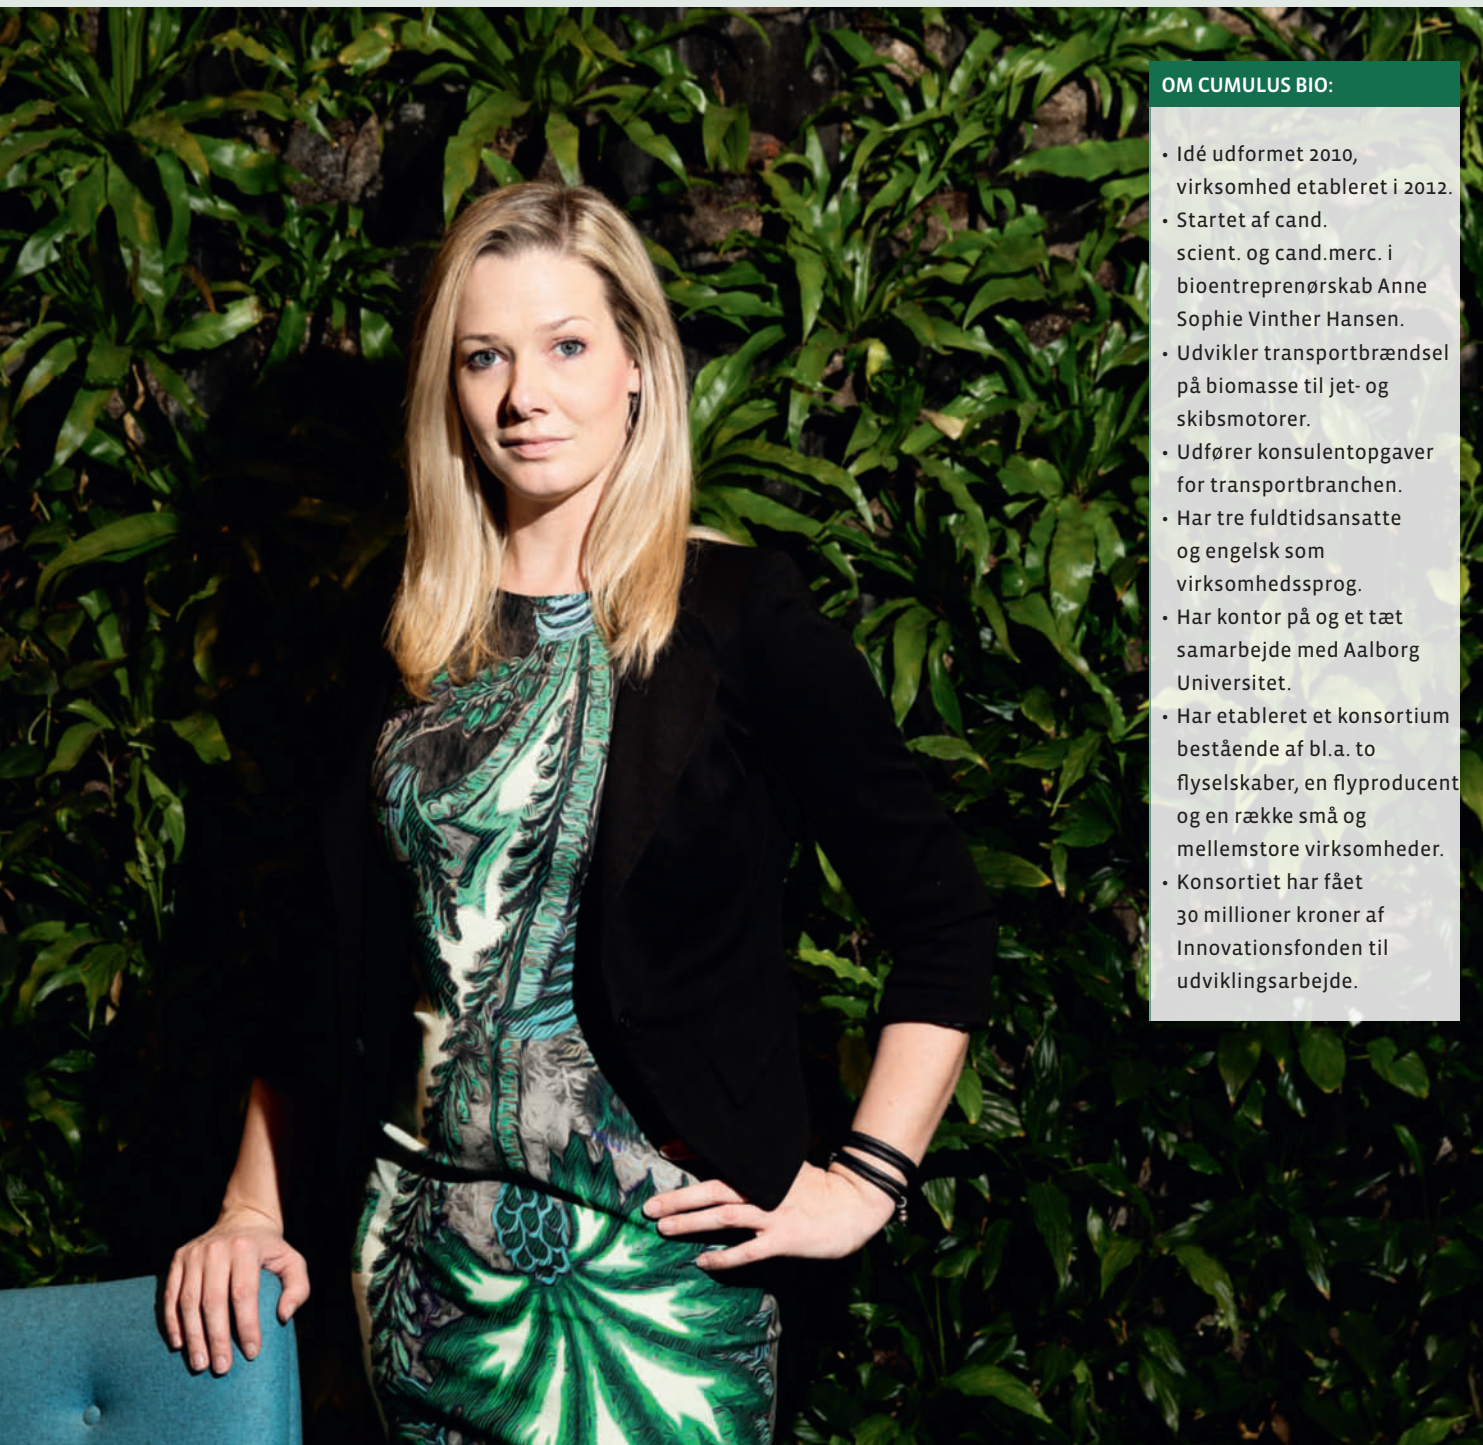 OM CUMULUS BIO:
• Idé udformet 2010,
virksomhed etableret i 2012.
• Startet af cand.
scient. og cand.merc. i
bioentreprenørskab Anne
Sophie Vinther Hansen.
• Udvikler transportbrændsel
på biomasse til jet- og
skibsmotorer.
• Udfører konsulentopgaver
for transportbranchen.
• Har tre fuldtidsansatte
og engelsk som
virksomhedssprog.
• Har kontor på og et tæt
samarbejde med Aalborg
Universitet.
• Har etableret et konsortium
bestående af bl.a. to
flyselskaber, en flyproducent
og en række små og
mellemstore virksomheder.
• Konsortiet har fået
30 millioner kroner af
Innovationsfonden til
udviklingsarbejde.